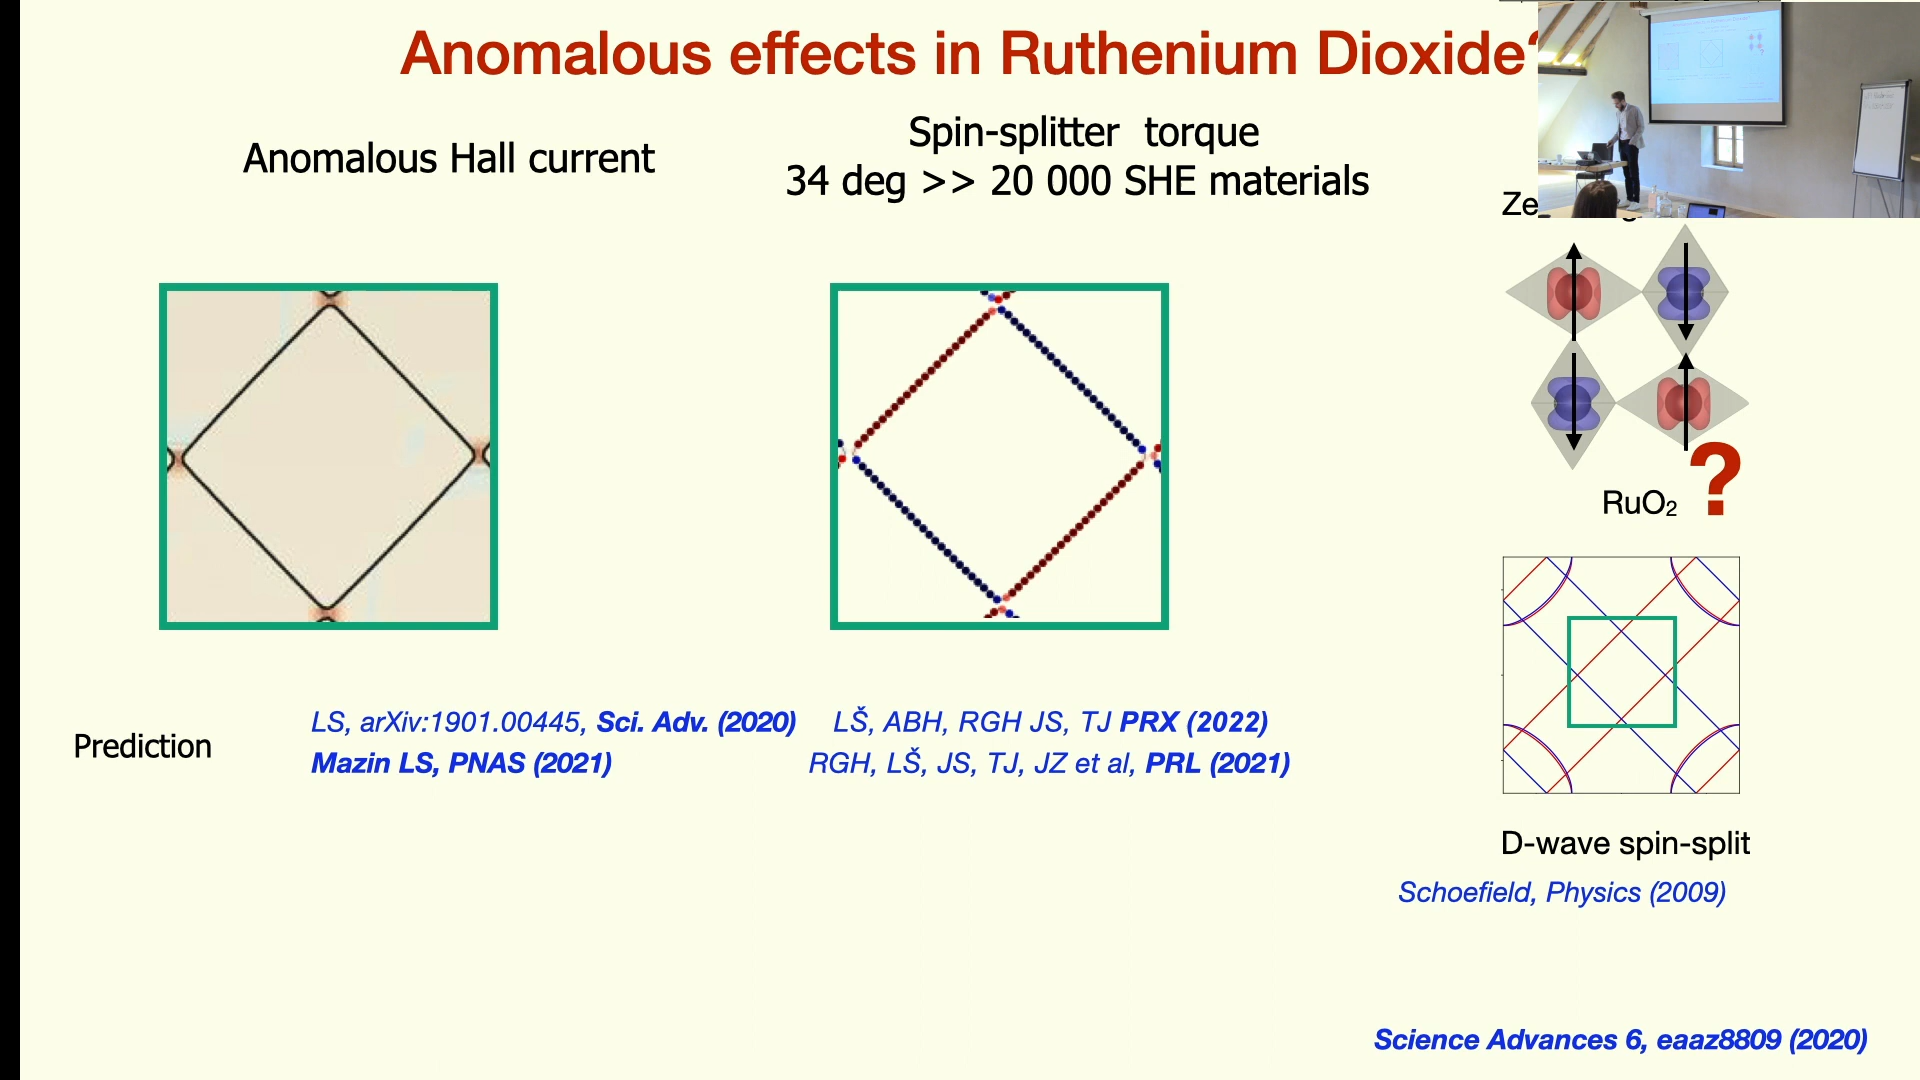 Anomalous effects in Ruthenium Dioxide
Anomalous Hall current
Spin-splitter torque
34 deg >> 20 000 SHE materials
RuO₂ ?
Prediction
LS, arXiv:1901.00445, Sci. Adv. (2020)
Mazin LS, PNAS (2021)
LŠ, ABH, RGH JS, TJ PRX (2022)
RGH, LŠ, JS, TJ, JZ et al, PRL (2021)
D-wave spin-split
Schoefield, Physics (2009)
Science Advances 6, eaaz8809 (2020)